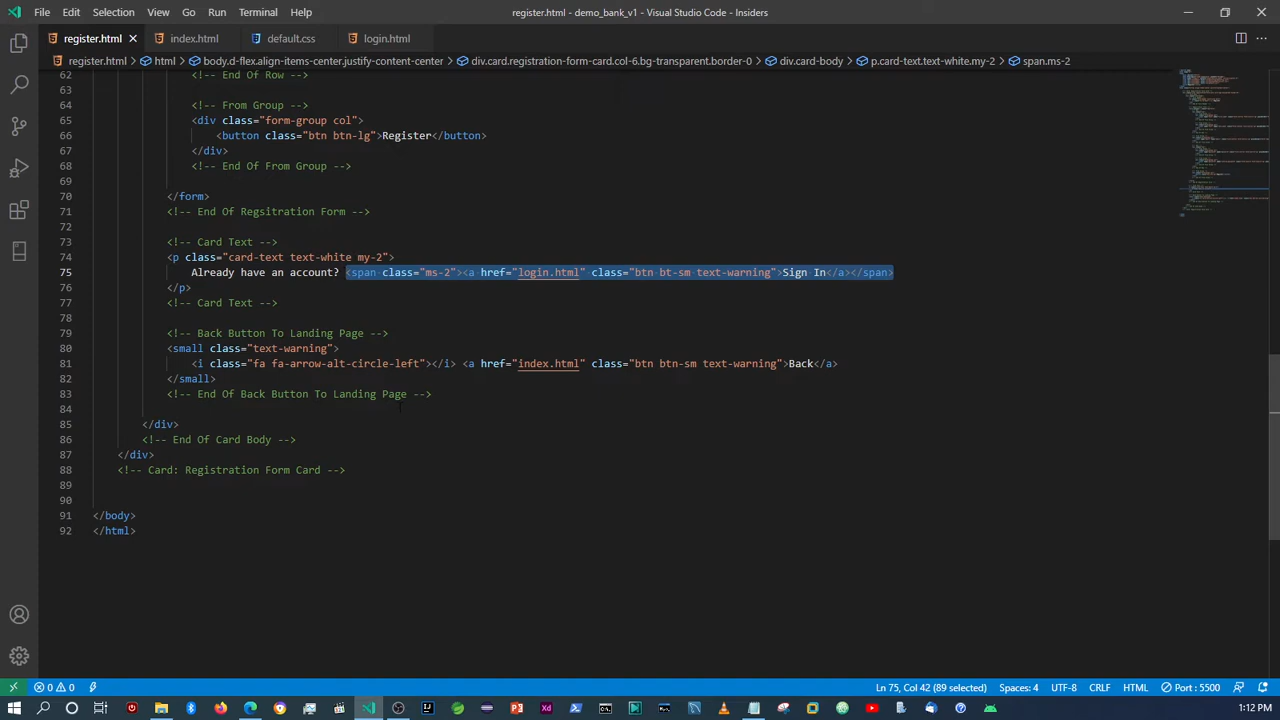 File Edit Selection View Go Run Terminal Help
register.html - demo_bank_v1 - Visual Studio Code - Insiders
register.html index.html default.css login.html
register.html > html > body.d-flex.align-items-center.justify-content-center > div.card.registration-form-card.col-6.bg-transparent.border-0 > div.card-body > p.card-text.text-white.my-2 > span.ms-2
62 <!-- End Of Row -->
63
64 <!-- From Group -->
65 <div class="form-group col">
66 <button class="btn btn-lg">Register</button>
67 </div>
68 <!-- End Of From Group -->
69
70 </form>
71 <!-- End Of Regsitration Form -->
72
73 <!-- Card Text -->
74 <p class="card-text text-white my-2">
75 Already have an account? <span class="ms-2"><a href="login.html" class="btn bt-sm text-warning">Sign In</a></span>
76 </p>
77 <!-- Card Text -->
78
79 <!-- Back Button To Landing Page -->
80 <small class="text-warning">
81 <i class="fa fa-arrow-alt-circle-left"></i> <a href="index.html" class="btn btn-sm text-warning">Back</a>
82 </small>
83 <!-- End Of Back Button To Landing Page -->
84
85 </div>
86 <!-- End Of Card Body -->
87 </div>
88 <!-- Card: Registration Form Card -->
89
90
91 </body>
92 </html>
0 0
Ln 75, Col 42 (89 selected) Spaces: 4 UTF-8 CRLF HTML Port : 5500
1:12 PM